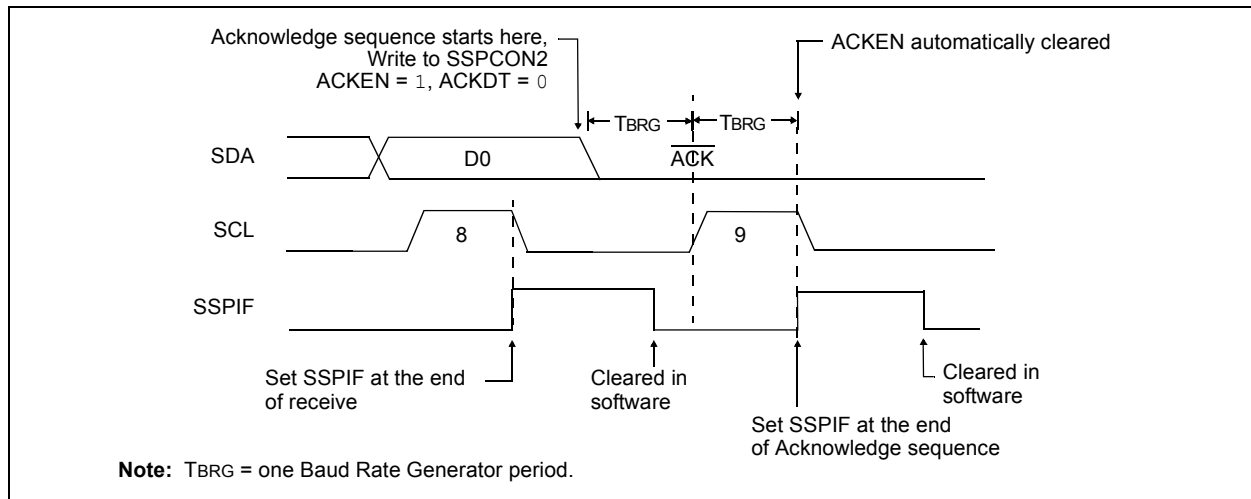 Acknowledge sequence starts here,
Write to SSPCON2
ACKEN = 1, ACKDT = 0
ACKEN automatically cleared
TBRG
TBRG
SDA
D0
ACK
SCL
8
9
SSPIF
Set SSPIF at the end
of receive
Cleared in
software
Set SSPIF at the end
of Acknowledge sequence
Cleared in
software
Note: TBRG = one Baud Rate Generator period.